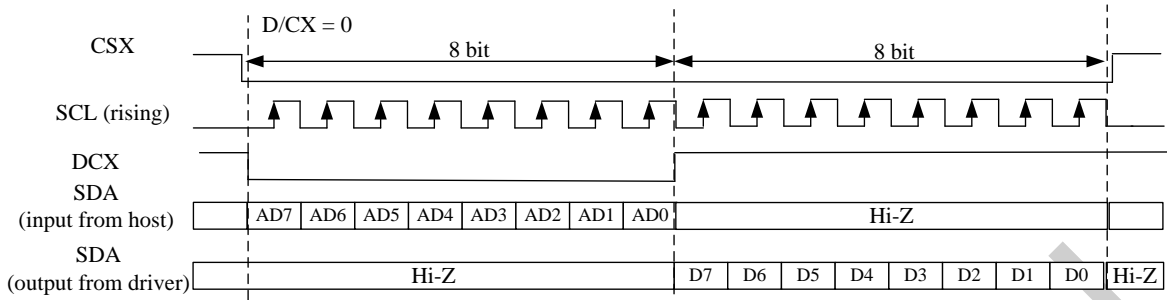 D/CX = 0
CSX
8 bit
8 bit
SCL (rising)
DCX
SDA
(input from host)
AD7 AD6 AD5 AD4 AD3 AD2 AD1 AD0 Hi-Z
SDA
(output from driver)
Hi-Z D7 D6 D5 D4 D3 D2 D1 D0 Hi-Z